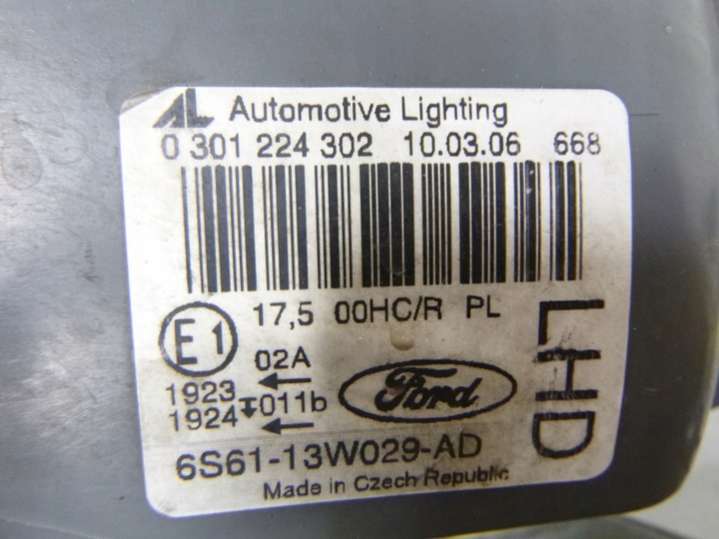 AL Automotive Lighting
0 301 224 302 10.03.06 668
17,5 00HC/R PL
E1
02A
1923
1924 011b
Ford
LHD
6S61-13W029-AD
Made in Czech Republic